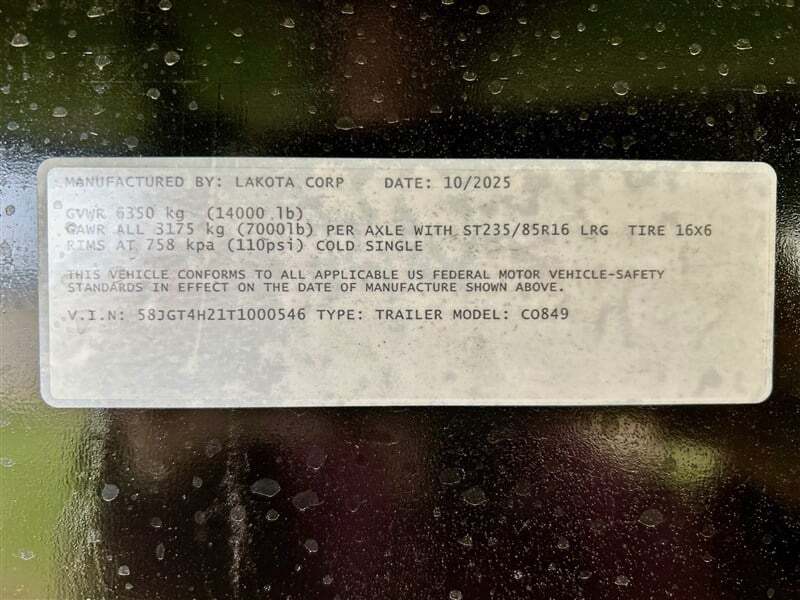 MANUFACTURED BY: LAKOTA CORP DATE: 10/2025
GVWR 6350 kg (14000 lb)
GAWR ALL 3175 kg (7000lb) PER AXLE WITH ST235/85R16 LRG TIRE 16X6
RIMS AT 758 kpa (110psi) COLD SINGLE
THIS VEHICLE CONFORMS TO ALL APPLICABLE US FEDERAL MOTOR VEHICLE-SAFETY
STANDARDS IN EFFECT ON THE DATE OF MANUFACTURE SHOWN ABOVE.
V.I.N: 58JGT4H21T1000546 TYPE: TRAILER MODEL: CO849